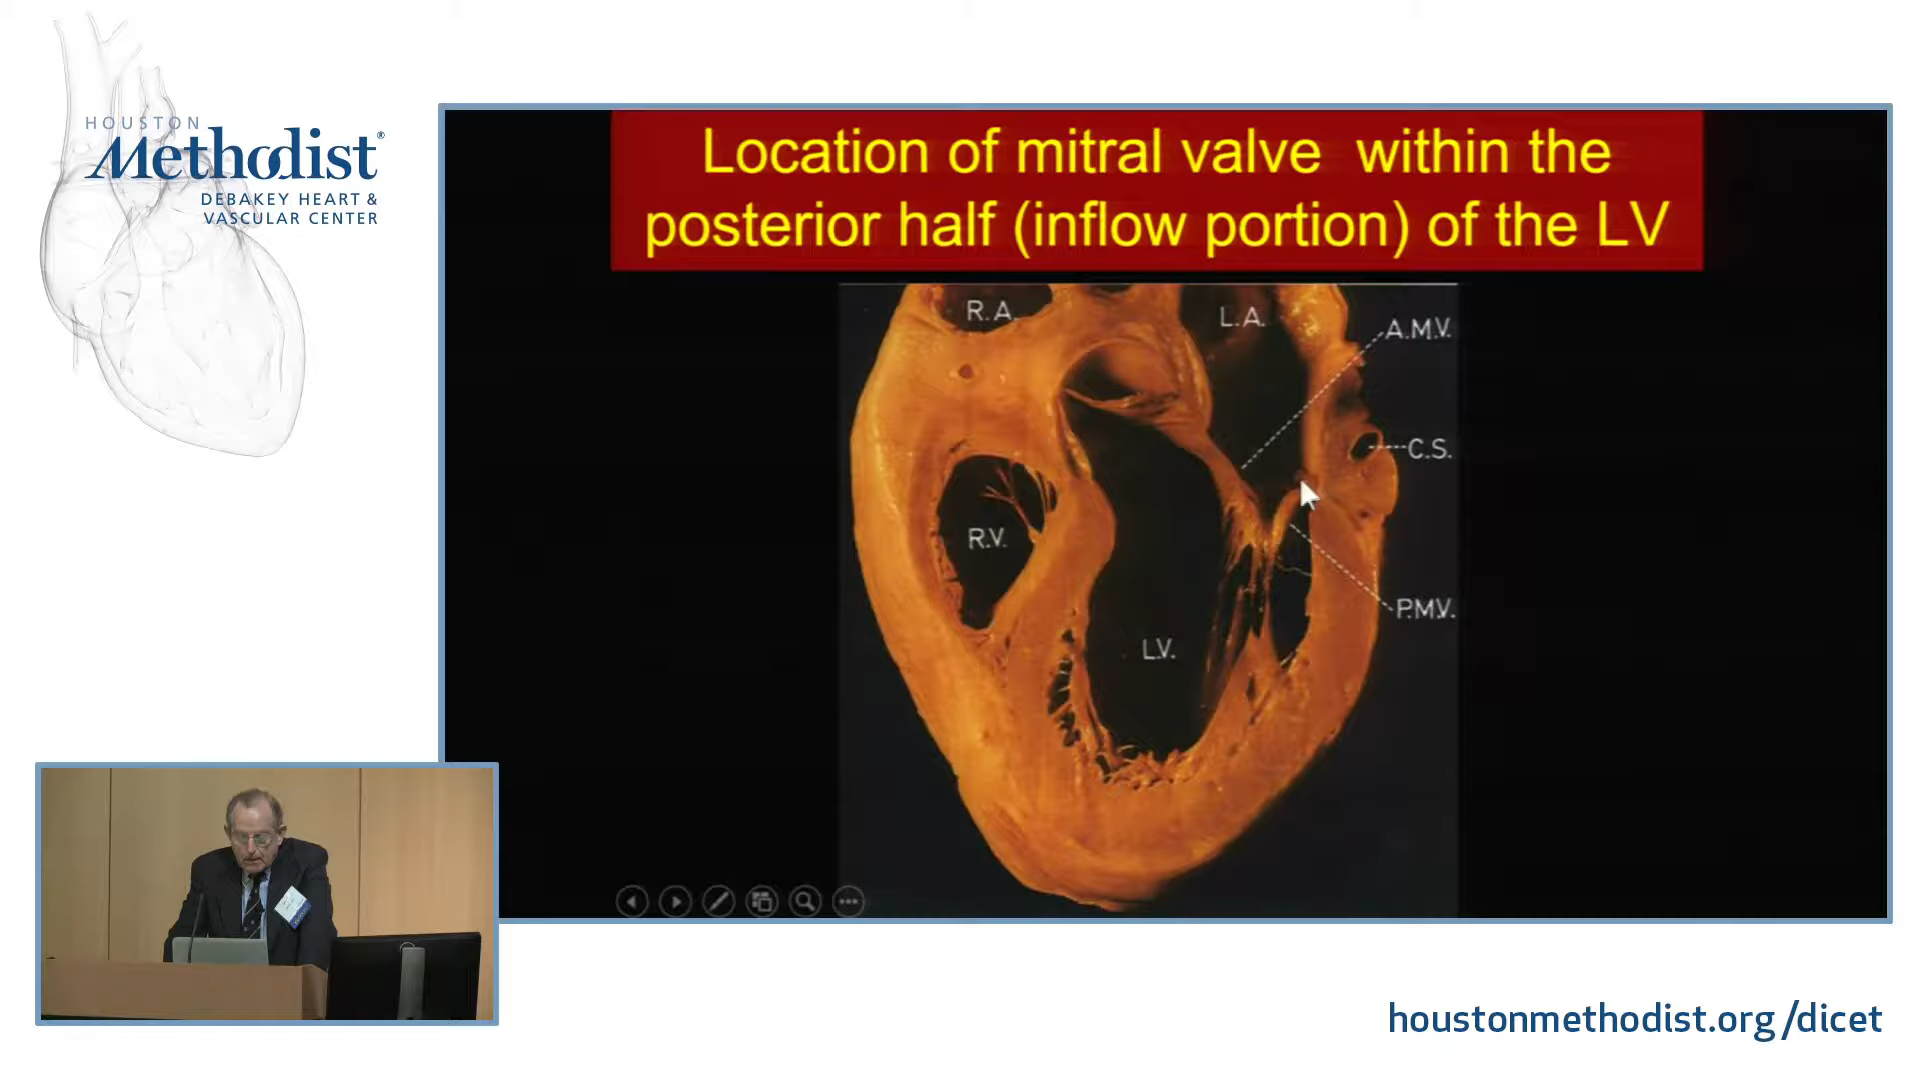 HOUSTON
Methodist®
DEBAKEY HEART &
VASCULAR CENTER
Location of mitral valve within the
posterior half (inflow portion) of the LV
R.A.
L.A.
A.M.V.
C.S.
R.V.
P.M.V.
L.V.
houstonmethodist.org/dicet